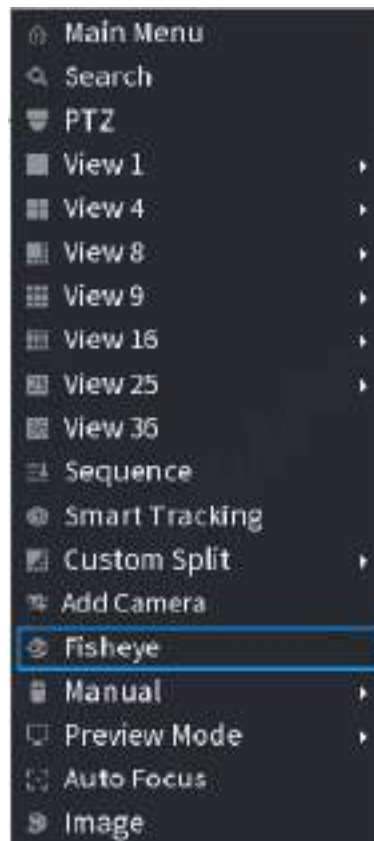 Main Menu
Search
PTZ
View 1
View 4
View 8
View 9
View 16
View 25
View 36
Sequence
Smart Tracking
Custom Split
Add Camera
Fisheye
Manual
Preview Mode
Auto Focus
Image